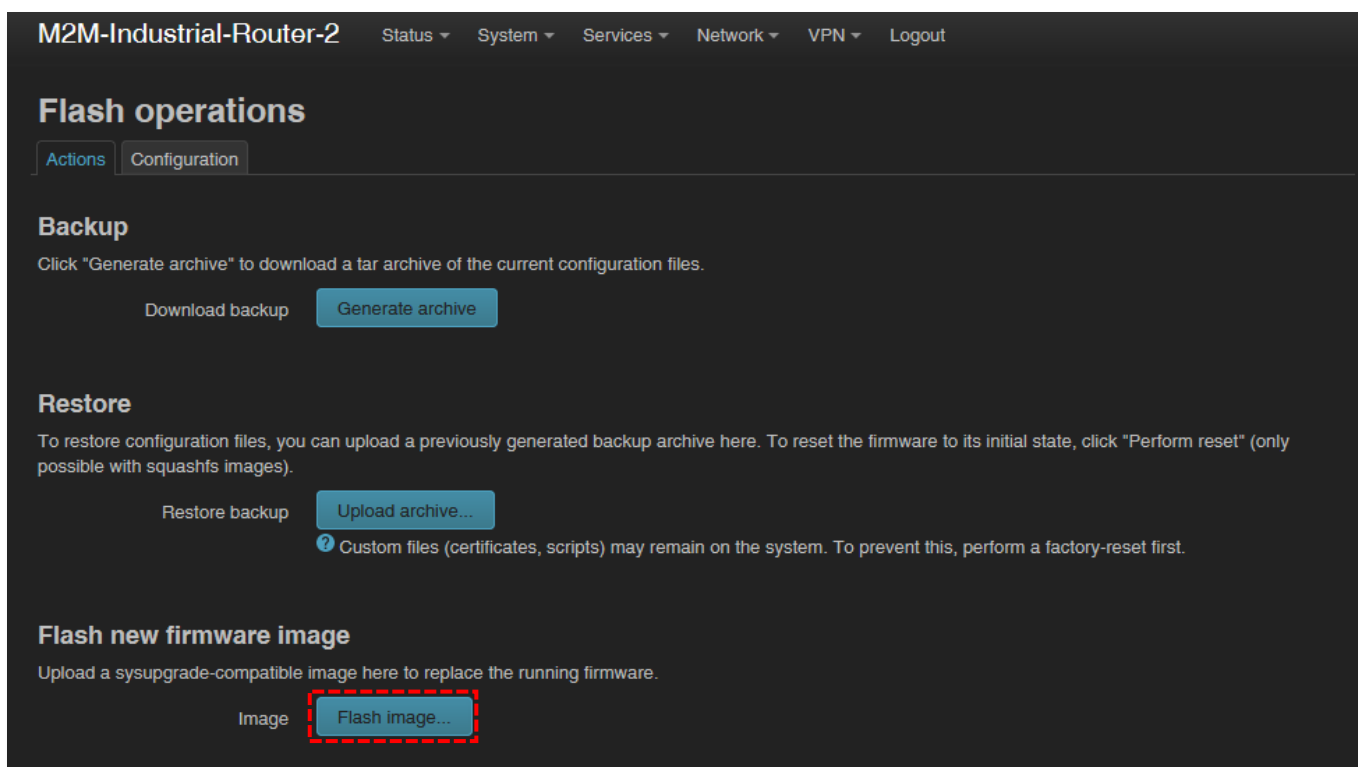 M2M-Industrial-Router-2 Status System Services Network VPN Logout
Flash operations
Actions Configuration
Backup
Click "Generate archive" to download a tar archive of the current configuration files.
Download backup Generate archive
Restore
To restore configuration files, you can upload a previously generated backup archive here. To reset the firmware to its initial state, click "Perform reset" (only
possible with squashfs images).
Restore backup Upload archive...
? Custom files (certificates, scripts) may remain on the system. To prevent this, perform a factory-reset first.
Flash new firmware image
Upload a sysupgrade-compatible image here to replace the running firmware.
Image Flash image...